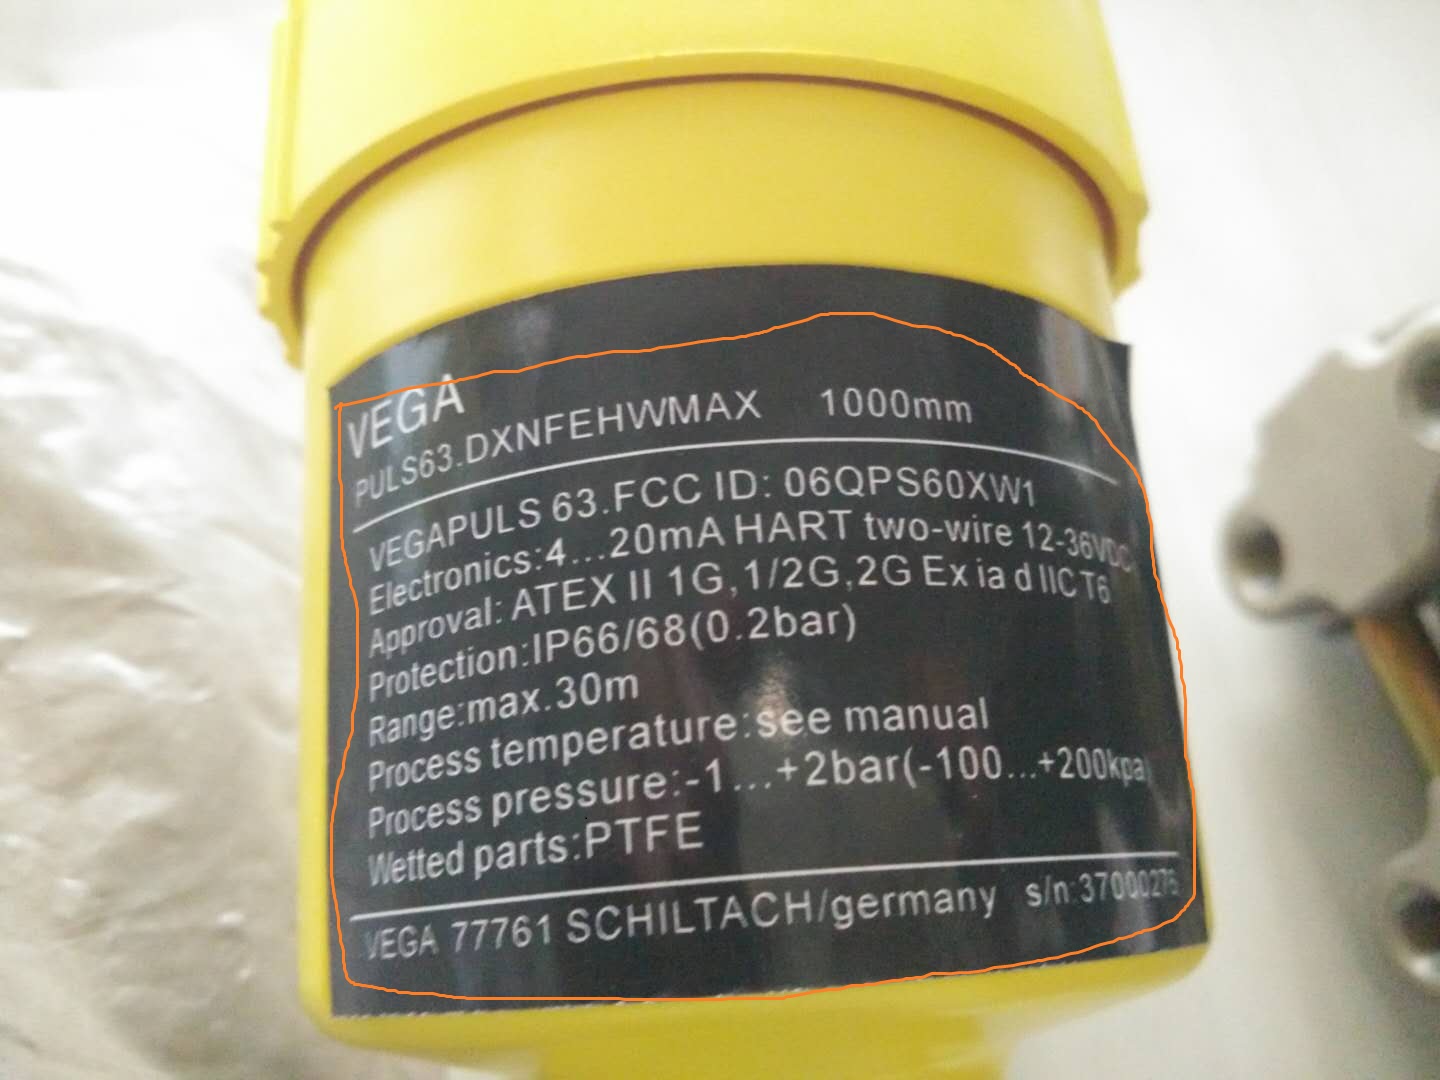 VEGA
PULS63.DXNFEHWMAX 1000mm
VEGAPULS 63.FCC ID: 06QPS60XW1
Electronics:4...20mA HART two-wire 12-36VDC
Approval: ATEX II 1G,1/2G,2G Ex ia d IIC T6
Protection:IP66/68(0.2bar)
Range:max.30m
Process temperature:see manual
Process pressure:-1...+2bar(-100...+200kpa)
Wetted parts:PTFE
VEGA 77761 SCHILTACH/germany s/n:37000276